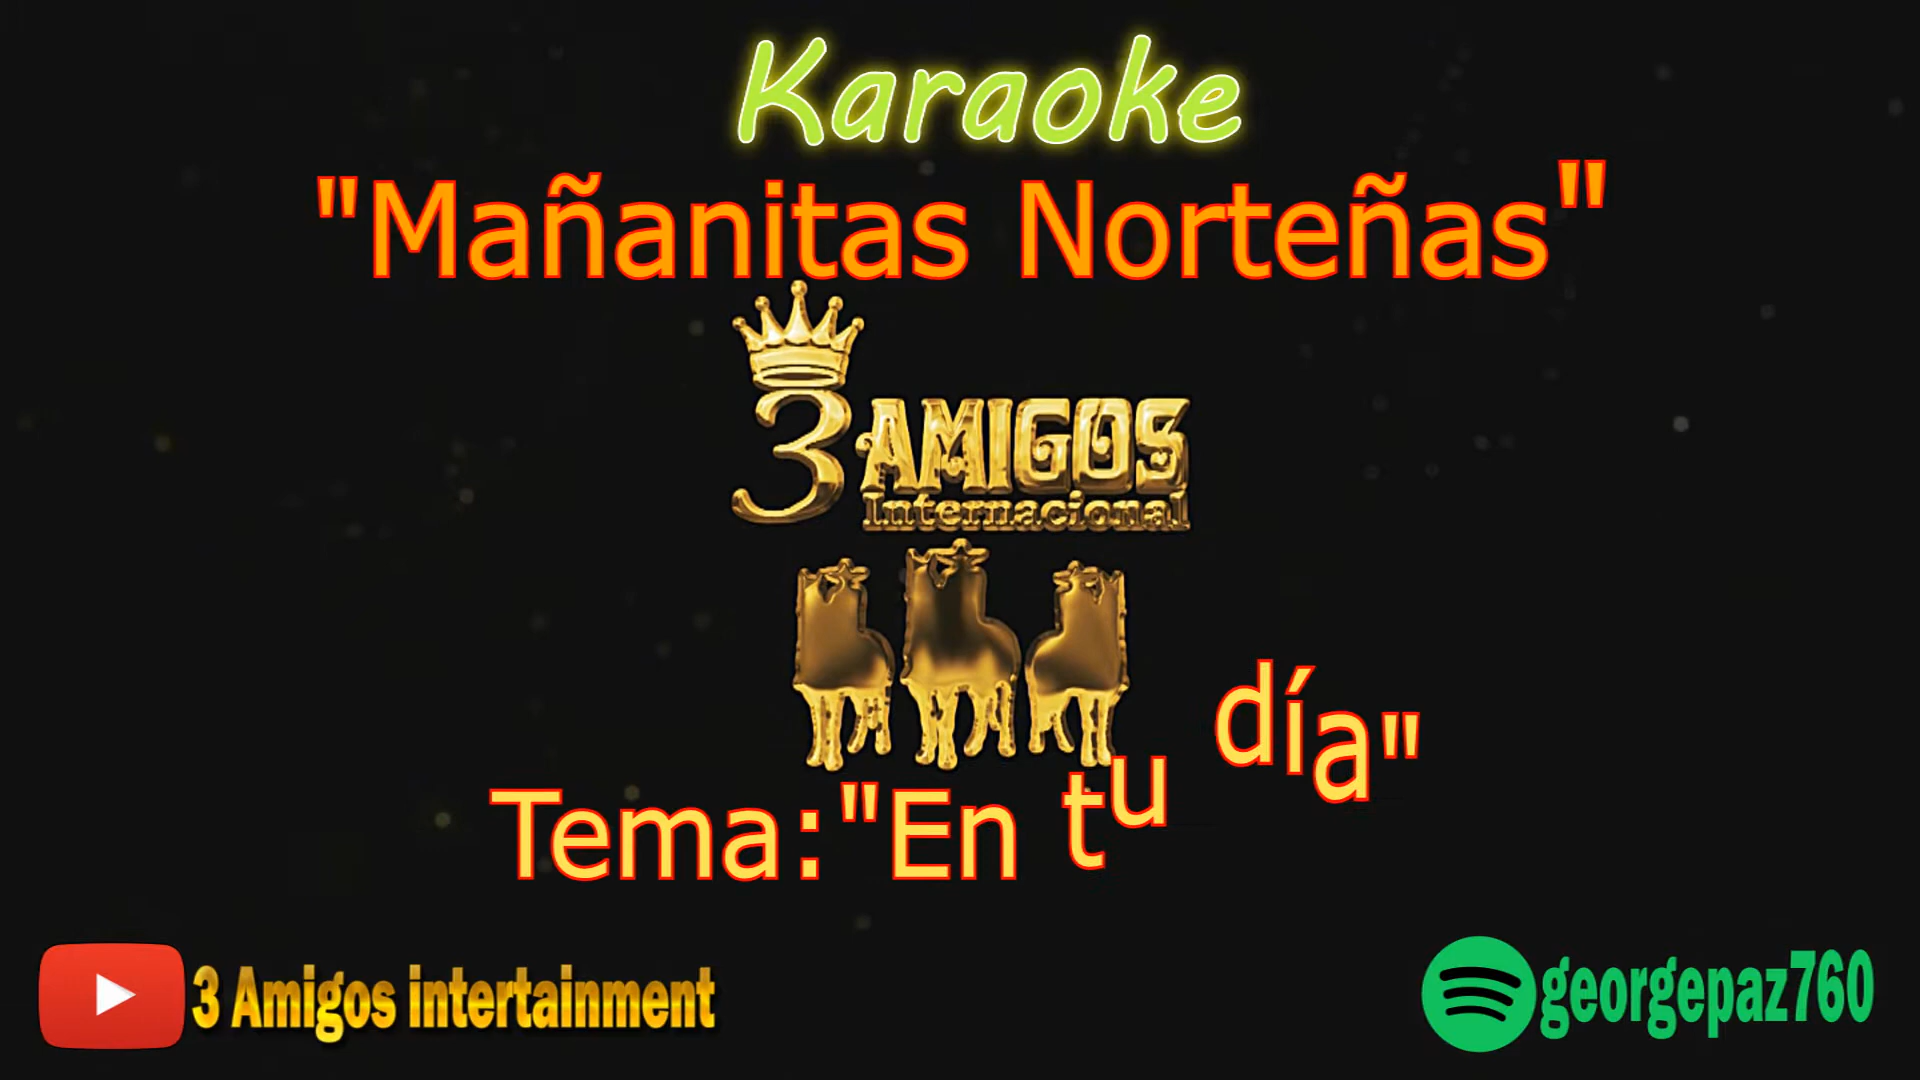 Karaoke
"Mañanitas Norteñas"
3 AMIGOS
Internacional
Tema:"En tu día"
3 Amigos intertainment
georgepaz760